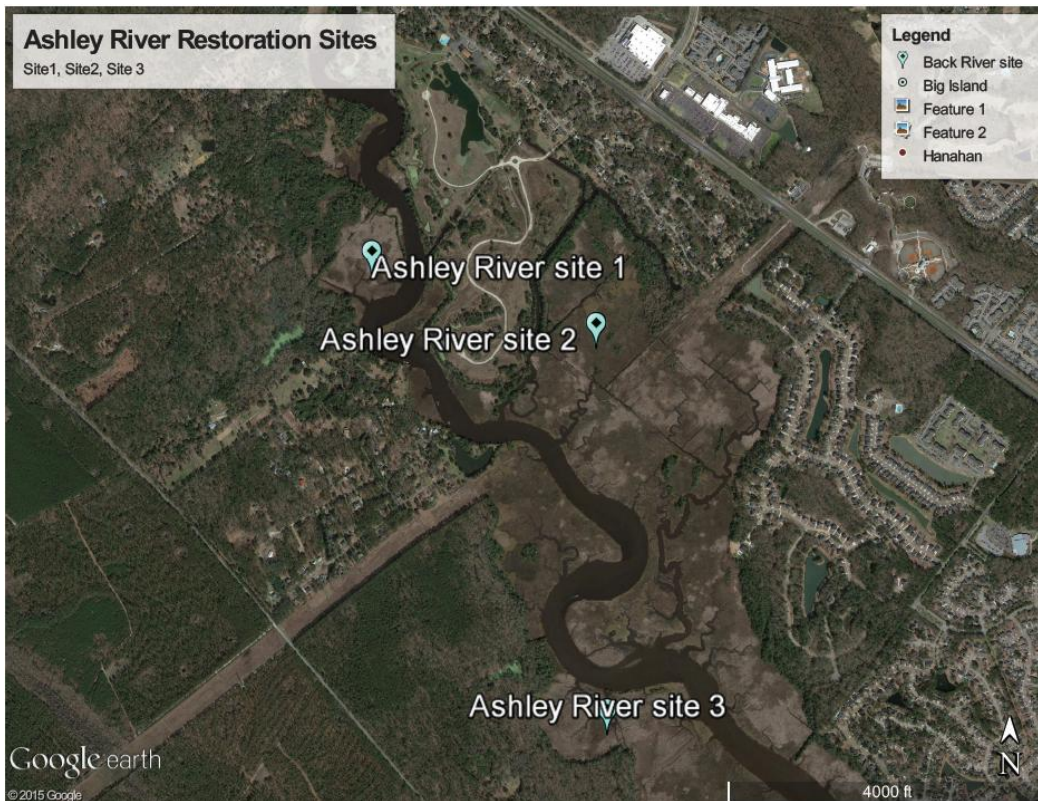 Ashley River Restoration Sites
Site1, Site2, Site 3
Legend
Back River site
Big Island
Feature 1
Feature 2
Hanahan
Ashley River site 1
Ashley River site 2
Ashley River site 3
Google earth
N
© 2015 Google
4000 ft